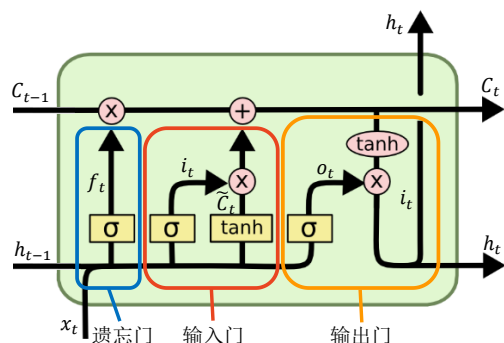 h_t
C_{t-1}
C_t
x
+
tanh
f_t
i_t
x
o_t
x
C̃_t
i_t
σ
σ
tanh
σ
h_{t-1}
h_t
x_t
遗忘门
输入门
输出门